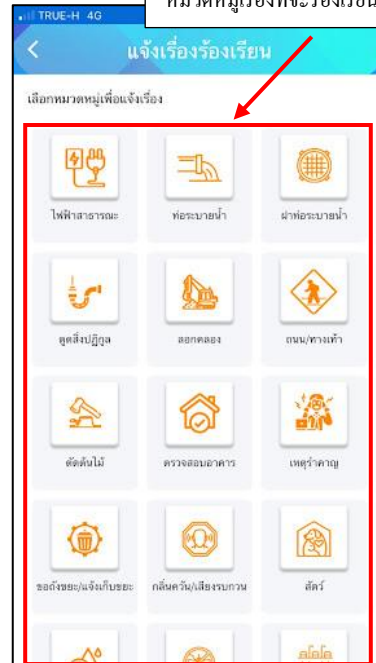 หมวดหมู่เรื่องที่จะร้องเรียน
TRUE-H 4G
แจ้งเรื่องร้องเรียน
เลือกหมวดหมู่เพื่อแจ้งเรื่อง
ไฟฟ้าสาธารณะ
ท่อระบายน้ำ
ฝาท่อระบายน้ำ
ดูดสิ่งปฏิกูล
ลอกคลอง
ถนน/ทางเท้า
ตัดต้นไม้
ตรวจสอบอาคาร
เหตุรำคาญ
ขอถังขยะ/แจ้งเก็บขยะ
กลิ่นควัน/เสียงรบกวน
สัตว์